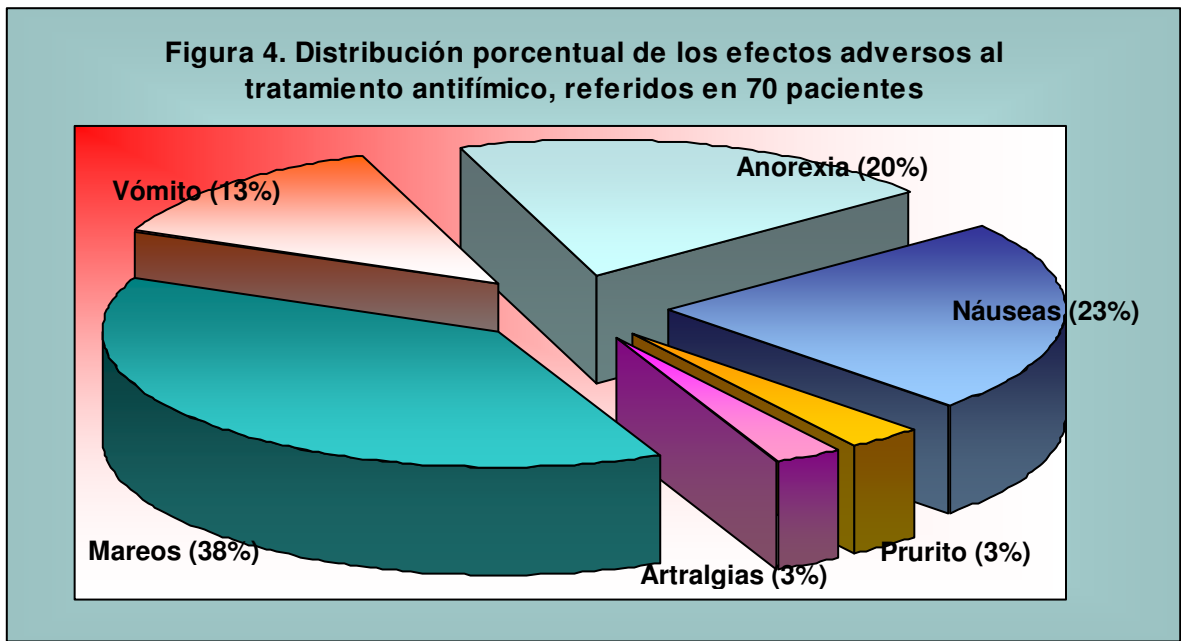 Figura 4. Distribución porcentual de los efectos adversos al
tratamiento antifímico, referidos en 70 pacientes
Anorexia (20%)
Vómito (13%)
Náuseas (23%)
Mareos (38%)
Prurito (3%)
Artralgias (3%)